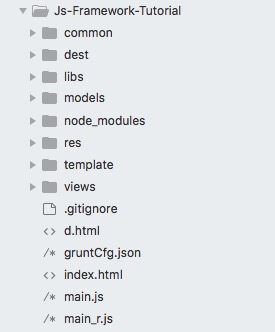 Js-Framework-Tutorial
common
dest
libs
models
node_modules
res
template
views
.gitignore
<> d.html
/* gruntCfg.json
<> index.html
/* main.js
/* main_r.js